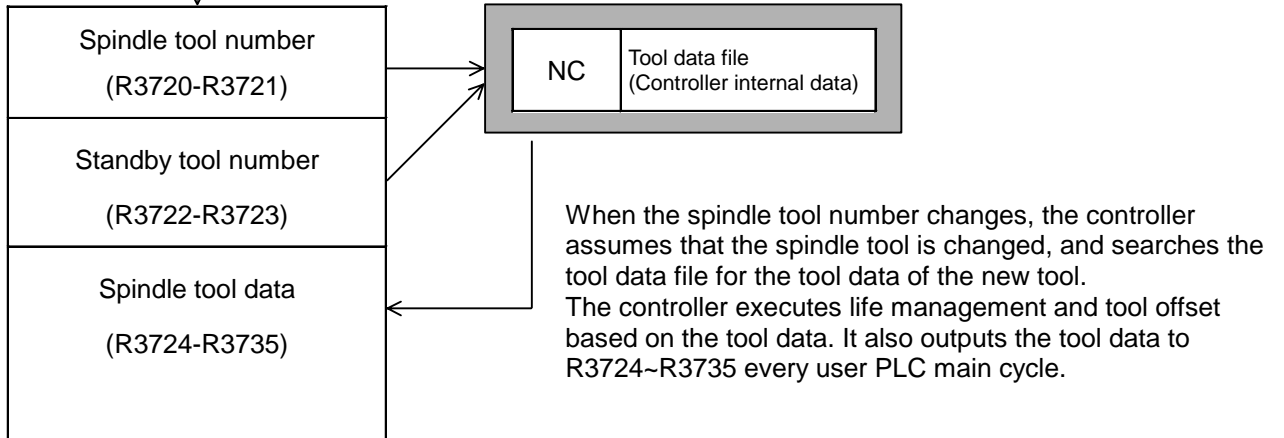 Spindle tool number
(R3720-R3721)
NC
Tool data file
(Controller internal data)
Standby tool number
(R3722-R3723)
Spindle tool data
(R3724-R3735)
When the spindle tool number changes, the controller
assumes that the spindle tool is changed, and searches the
tool data file for the tool data of the new tool.
The controller executes life management and tool offset
based on the tool data. It also outputs the tool data to
R3724~R3735 every user PLC main cycle.